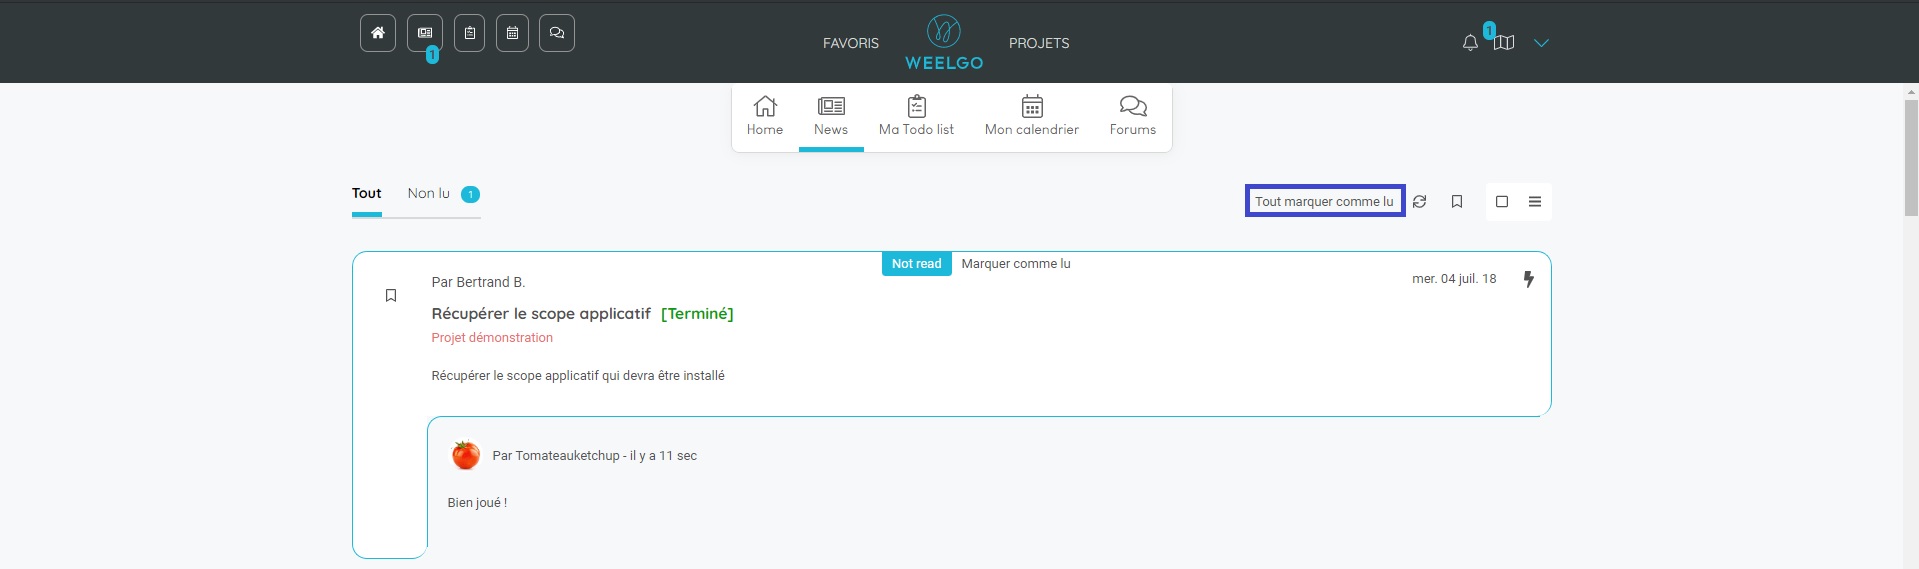 1
FAVORIS
WEELGO
PROJETS
1
Home
News
Ma Todo list
Mon calendrier
Forums
Tout
Non lu 1
Tout marquer comme lu
Not read Marquer comme lu
Par Bertrand B.
mer. 04 juil. 18
Récupérer le scope applicatif [Terminé]
Projet démonstration
Récupérer le scope applicatif qui devra être installé
Par Tomateauketchup - il y a 11 sec
Bien joué !